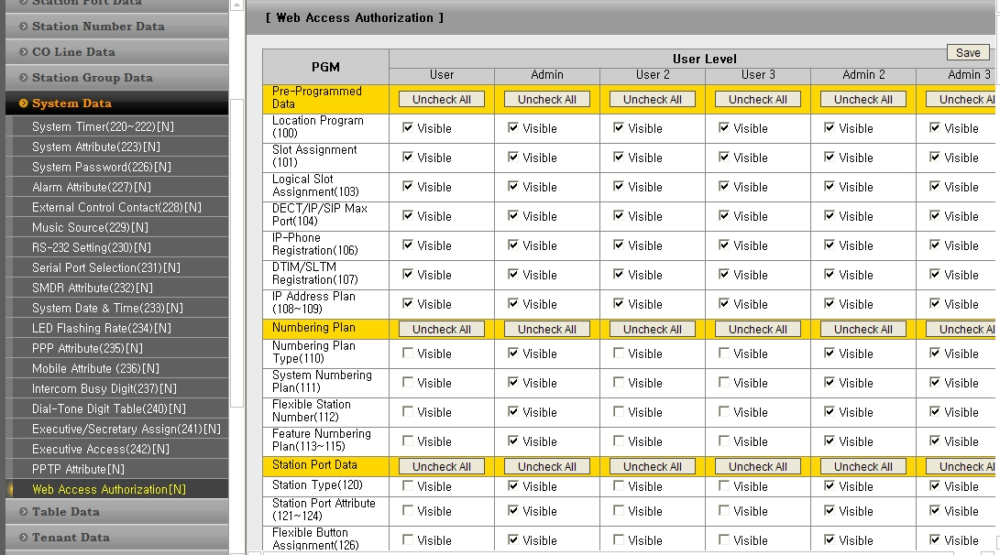 Station Port Data
Station Number Data
CO Line Data
Station Group Data
System Data
System Timer(220~222)[N]
System Attribute(223)[N]
System Password(226)[N]
Alarm Attribute(227)[N]
External Control Contact(228)[N]
Music Source(229)[N]
RS-232 Setting(230)[N]
Serial Port Selection(231)[N]
SMDR Attribute(232)[N]
System Date & Time(233)[N]
LED Flashing Rate(234)[N]
PPP Attribute(235)[N]
Mobile Attribute (236)[N]
Intercom Busy Digit(237)[N]
Dial-Tone Digit Table(240)[N]
Executive/Secretary Assign(241)[N]
Executive Access(242)[N]
PPTP Attribute[N]
Web Access Authorization[N]
Table Data
Tenant Data
[ Web Access Authorization ]
Save
PGM User Level
User Admin User 2 User 3 Admin 2 Admin 3
Pre-Programmed
Data Uncheck All Uncheck All Uncheck All Uncheck All Uncheck All Uncheck All
Location Program
(100) Visible Visible Visible Visible Visible Visible
Slot Assignment
(101) Visible Visible Visible Visible Visible Visible
Logical Slot
Assignment(103) Visible Visible Visible Visible Visible Visible
DECT/IP/SIP Max
Port(104) Visible Visible Visible Visible Visible Visible
IP-Phone
Registration(106) Visible Visible Visible Visible Visible Visible
DTIM/SLTM
Registration(107) Visible Visible Visible Visible Visible Visible
IP Address Plan
(108~109) Visible Visible Visible Visible Visible Visible
Numbering Plan Uncheck All Uncheck All Uncheck All Uncheck All Uncheck All Uncheck All
Numbering Plan
Type(110) Visible Visible Visible Visible Visible Visible
System Numbering
Plan(111) Visible Visible Visible Visible Visible Visible
Flexible Station
Number(112) Visible Visible Visible Visible Visible Visible
Feature Numbering
Plan(113~115) Visible Visible Visible Visible Visible Visible
Station Port Data Uncheck All Uncheck All Uncheck All Uncheck All Uncheck All Uncheck All
Station Type(120) Visible Visible Visible Visible Visible Visible
Station Port Attribute
(121~124) Visible Visible Visible Visible Visible Visible
Flexible Button
Assignment(126) Visible Visible Visible Visible Visible Visible